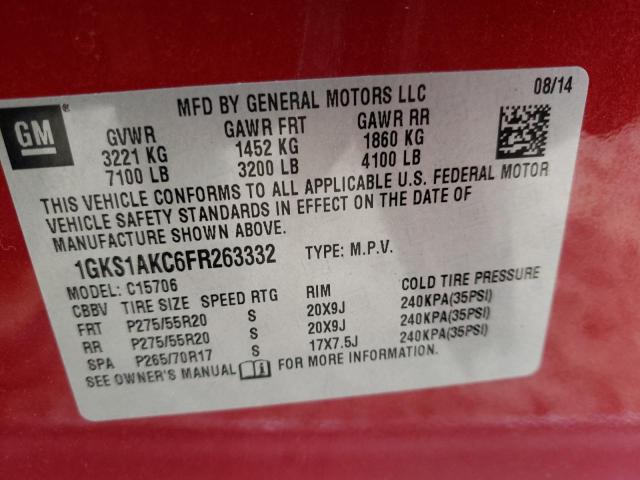 MFD BY GENERAL MOTORS LLC 08/14
GM ®
GVWR GAWR FRT GAWR RR
3221 KG 1452 KG 1860 KG
7100 LB 3200 LB 4100 LB
THIS VEHICLE CONFORMS TO ALL APPLICABLE U.S. FEDERAL MOTOR
VEHICLE SAFETY STANDARDS IN EFFECT ON THE DATE OF
MANUFACTURE SHOWN ABOVE.
1GKS1AKC6FR263332 TYPE: M.P.V.
MODEL: C15706
CBBV TIRE SIZE SPEED RTG RIM COLD TIRE PRESSURE
FRT P275/55R20 S 20X9J 240KPA(35PSI)
RR P275/55R20 S 20X9J 240KPA(35PSI)
SPA P265/70R17 S 17X7.5J 240KPA(35PSI)
SEE OWNER'S MANUAL FOR MORE INFORMATION.